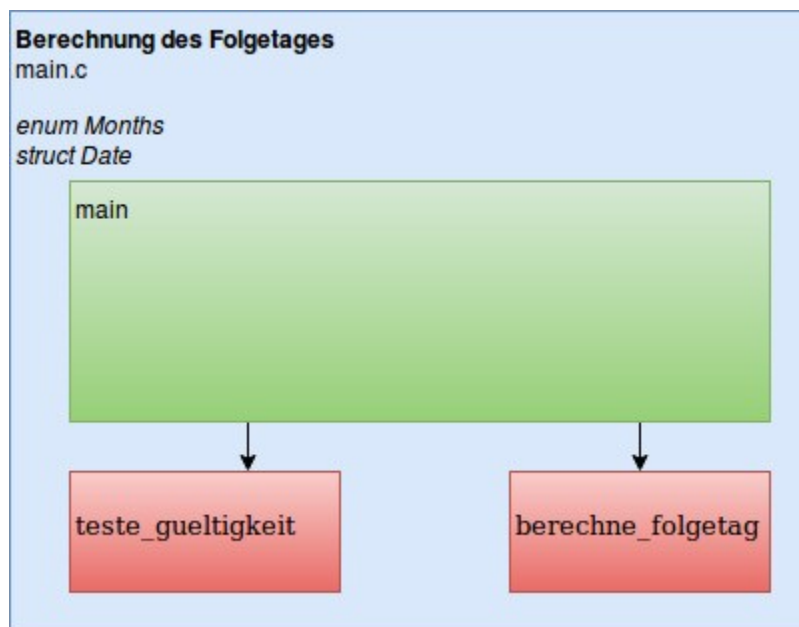 Berechnung des Folgetages
main.c
enum Months
struct Date
main
teste_gueltigkeit
berechne_folgetag